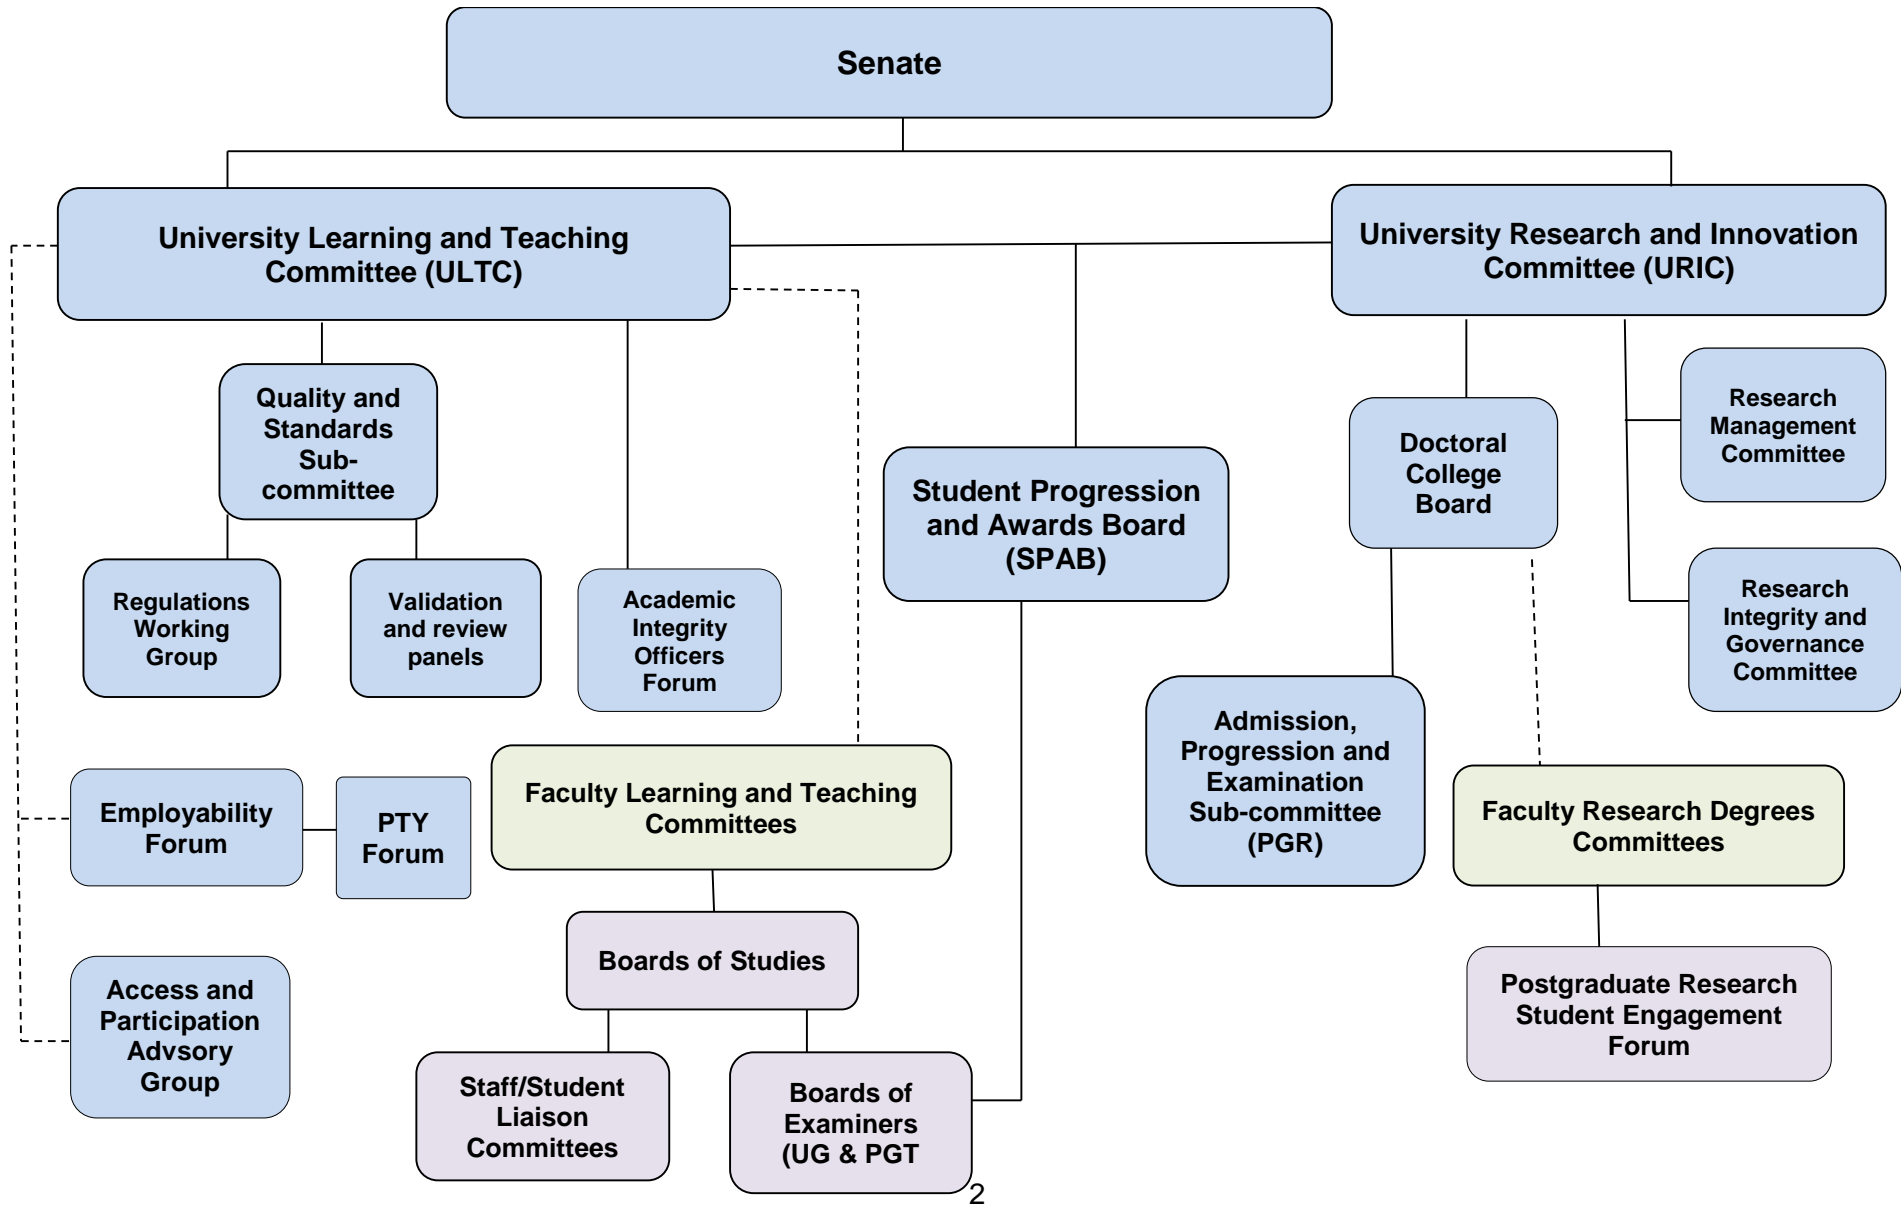 Senate
University Learning and Teaching
Committee (ULTC)
University Research and Innovation
Committee (URIC)
Quality and
Standards
Sub-
committee
Research
Management
Committee
Doctoral
College
Board
Student Progression
and Awards Board
(SPAB)
Regulations
Working
Group
Validation
and review
panels
Academic
Integrity
Officers
Forum
Research
Integrity and
Governance
Committee
Admission,
Progression and
Examination
Sub-committee
(PGR)
Employability
Forum
PTY
Forum
Faculty Learning and Teaching
Committees
Faculty Research Degrees
Committees
Boards of Studies
Access and
Participation
Advsory
Group
Postgraduate Research
Student Engagement
Forum
Staff/Student
Liaison
Committees
Boards of
Examiners
(UG & PGT
2